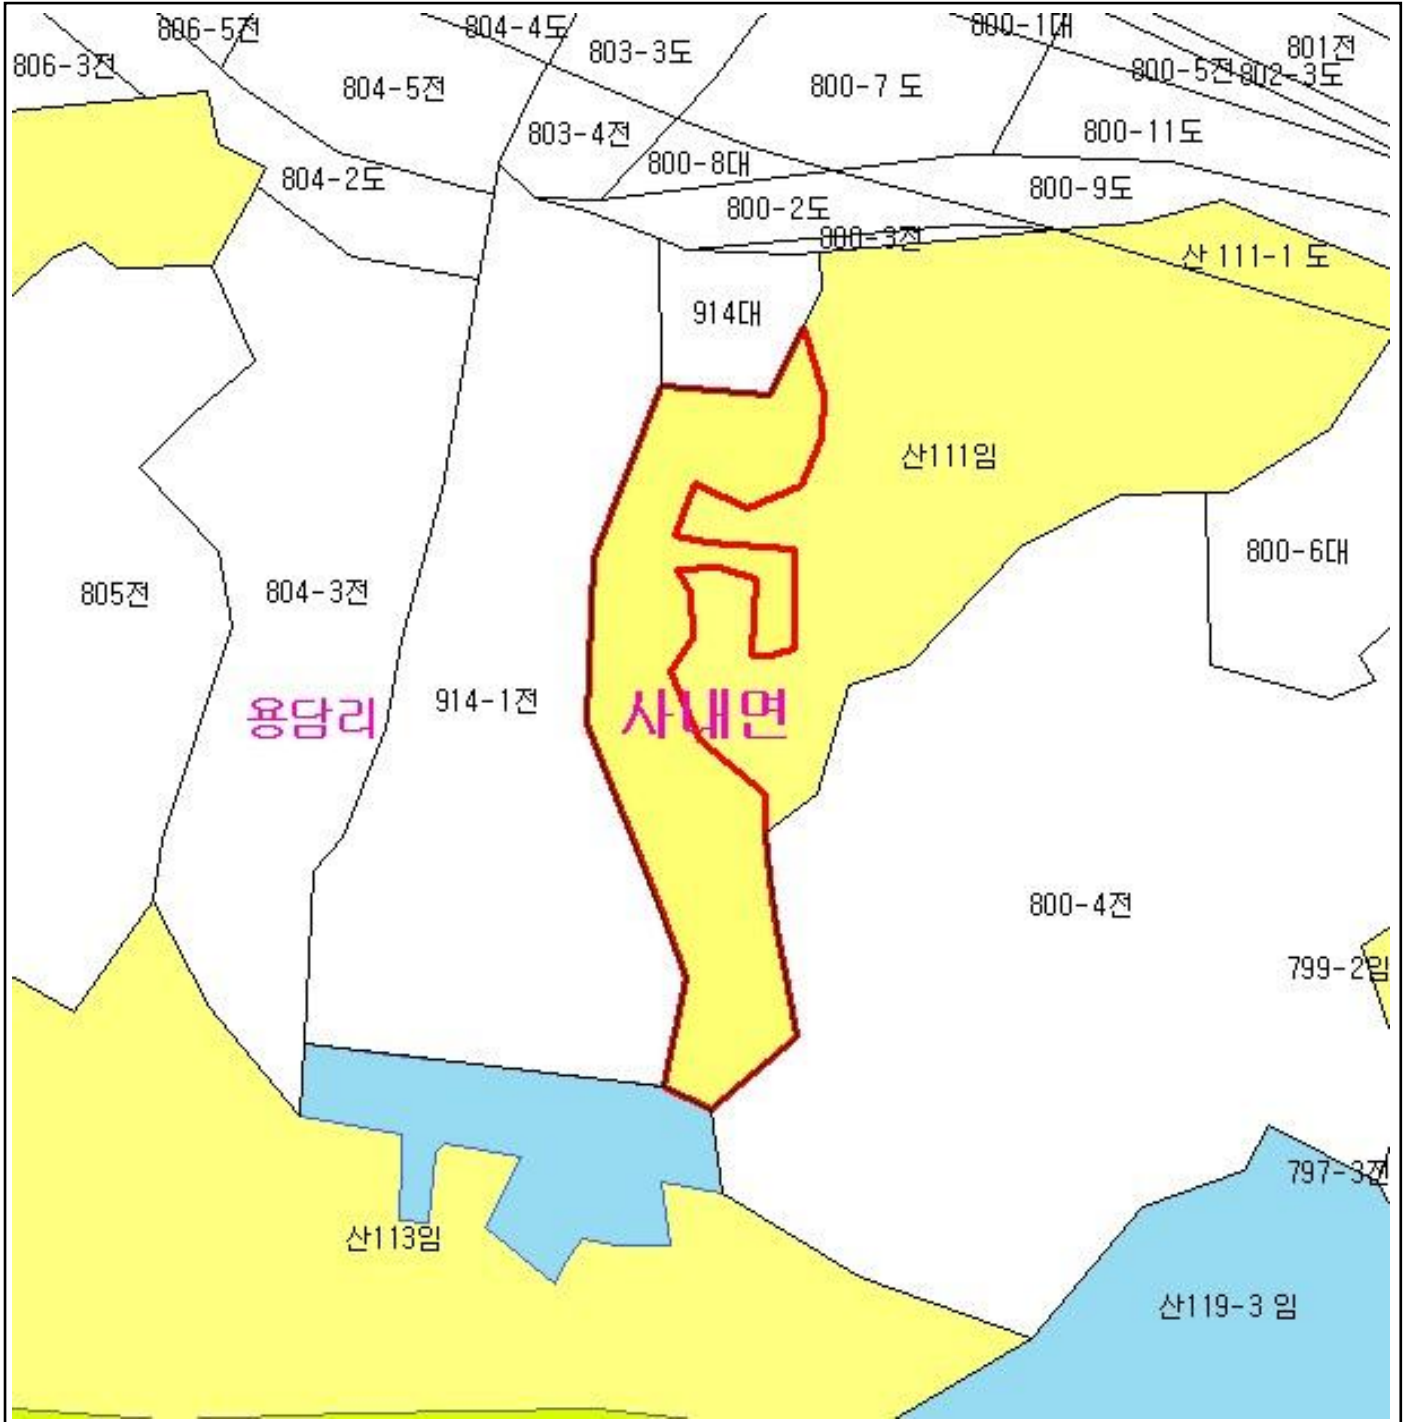 806-5전
804-4도
800-1대
806-3전
803-3도
801전
804-5전
800-7 도
800-5전
802-3도
803-4전
800-11도
800-8대
804-2도
800-9도
800-2도
800-3전
산 111-1 도
914대
산111임
800-6대
805전
804-3전
914-1전
용담리
사내면
800-4전
799-2임
797-3전
산113임
산119-3 임